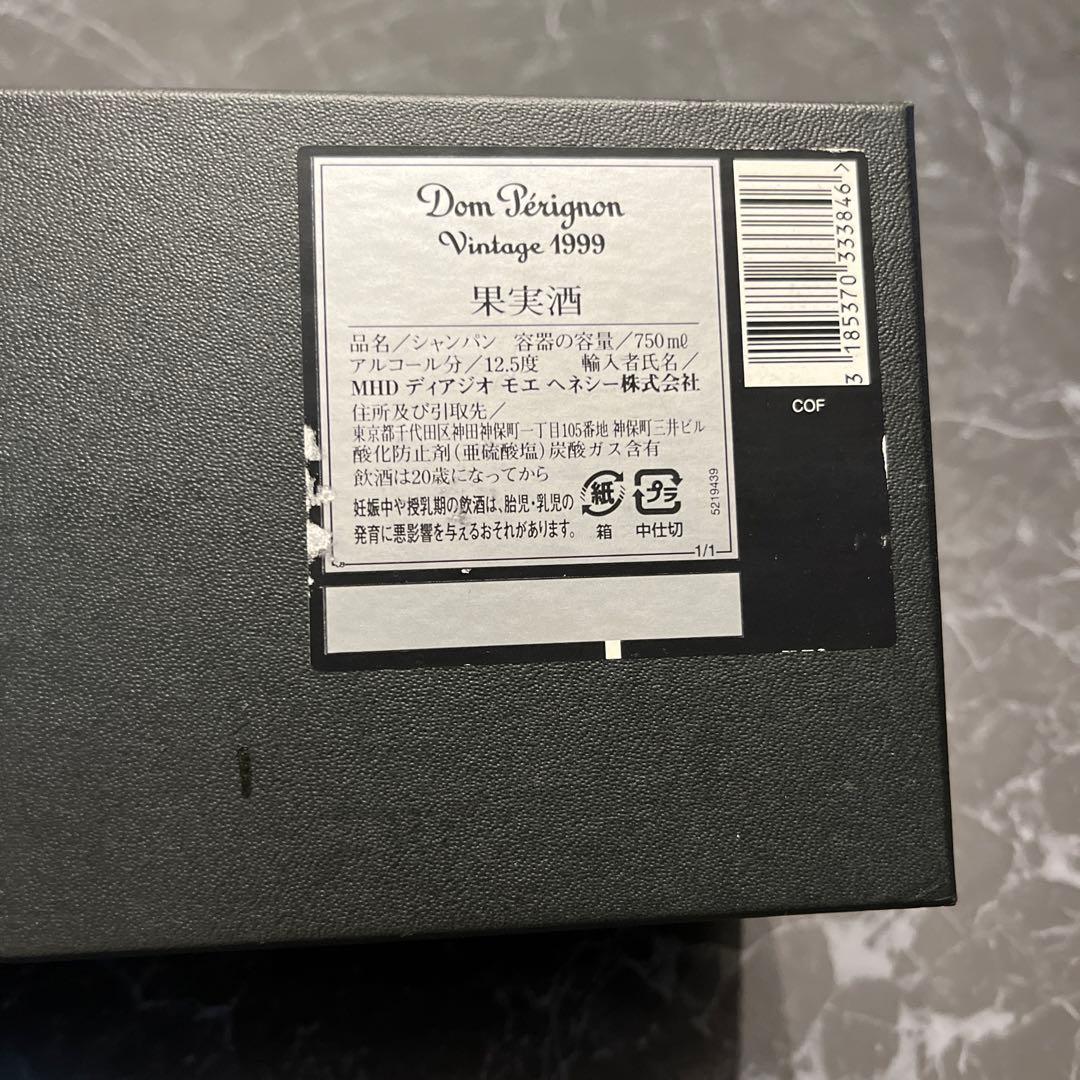 Dom Pérignon
Vintage 1999
果実酒
品名／シャンパン 容器の容量／750mℓ
アルコール分／12.5度 輸入者氏名／
MHD ディアジオ モエ ヘネシー株式会社
住所及び引取先／
東京都千代田区神田神保町一丁目105番地 神保町三井ビル
酸化防止剤(亜硫酸塩)炭酸ガス含有
飲酒は20歳になってから
妊娠中や授乳期の飲酒は、胎児・乳児の
発育に悪影響を与えるおそれがあります。
紙
箱
プラ
中仕切
5219439
1/1
3 185370 333846 >
COF